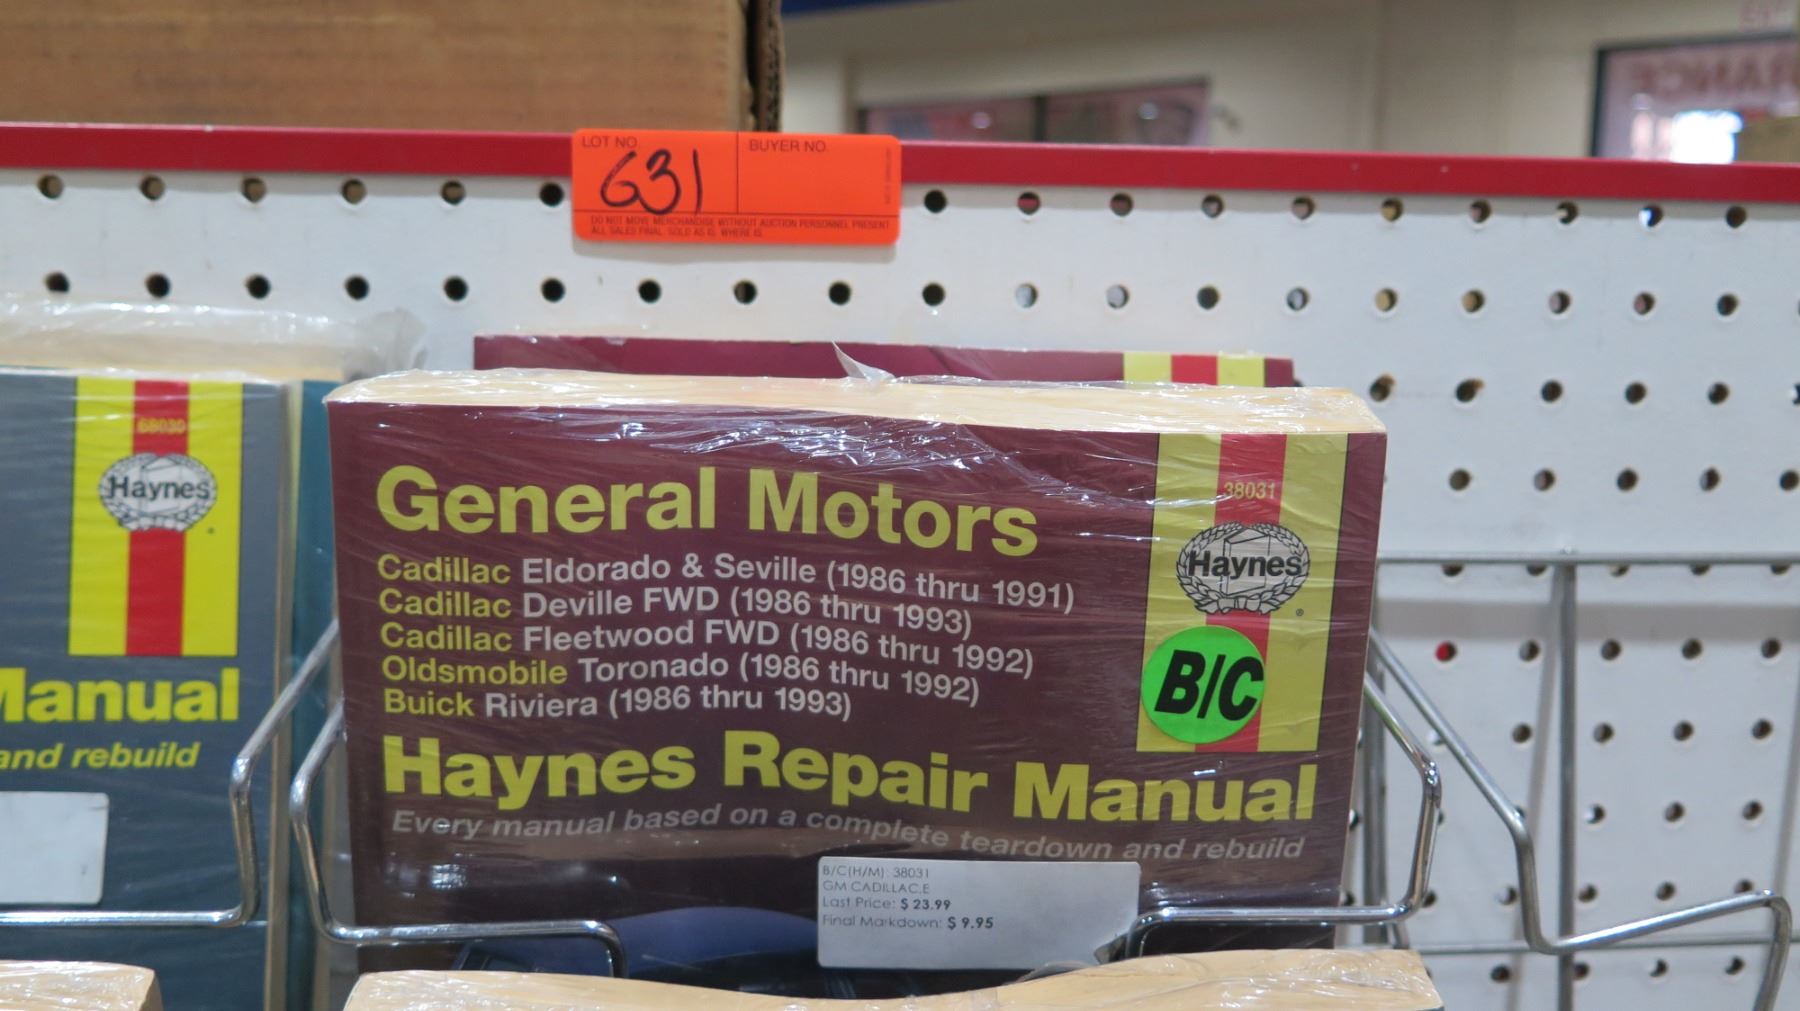 LOT NO.
BUYER NO.
631
DO NOT MOVE MERCHANDISE WITHOUT AUCTION PERSONNEL PRESENT
ALL SALES FINAL SOLD AS IS WHERE IS
68030
Haynes
Manual
and rebuild
General Motors
38031
Haynes
Cadillac Eldorado & Seville (1986 thru 1991)
Cadillac Deville FWD (1986 thru 1993)
Cadillac Fleetwood FWD (1986 thru 1992)
Oldsmobile Toronado (1986 thru 1992)
Buick Riviera (1986 thru 1993)
B/C
Haynes Repair Manual
Every manual based on a complete teardown and rebuild
B/C(H/M): 38031
GM CADILLAC,E
Last Price: $ 23.99
Final Markdown: $ 9.95